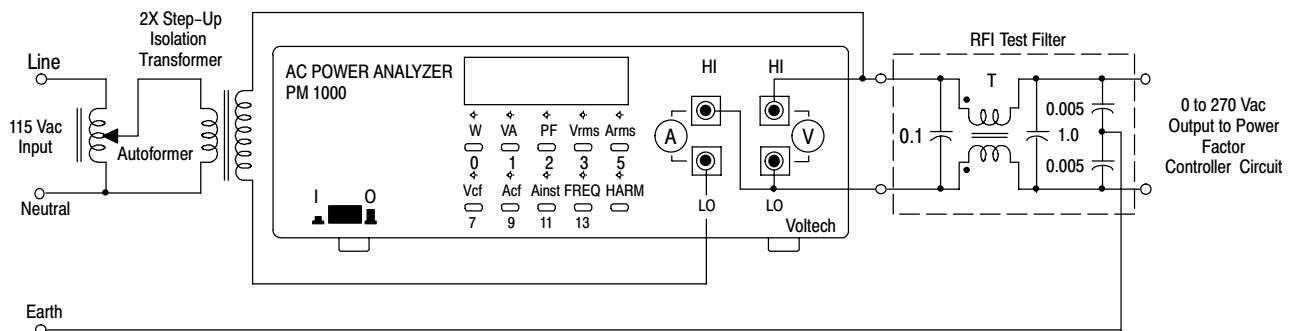 2X Step-Up
Isolation
Transformer
Line
115 Vac
Input
Autoformer
Neutral
AC POWER ANALYZER
PM 1000
W VA PF Vrms Arms
0 1 2 3 5
Vcf Acf Ainst FREQ HARM
7 9 11 13
I O
HI HI
A V
LO LO
Voltech
RFI Test Filter
T
0.1
0.005
1.0
0.005
0 to 270 Vac
Output to Power
Factor
Controller Circuit
Earth